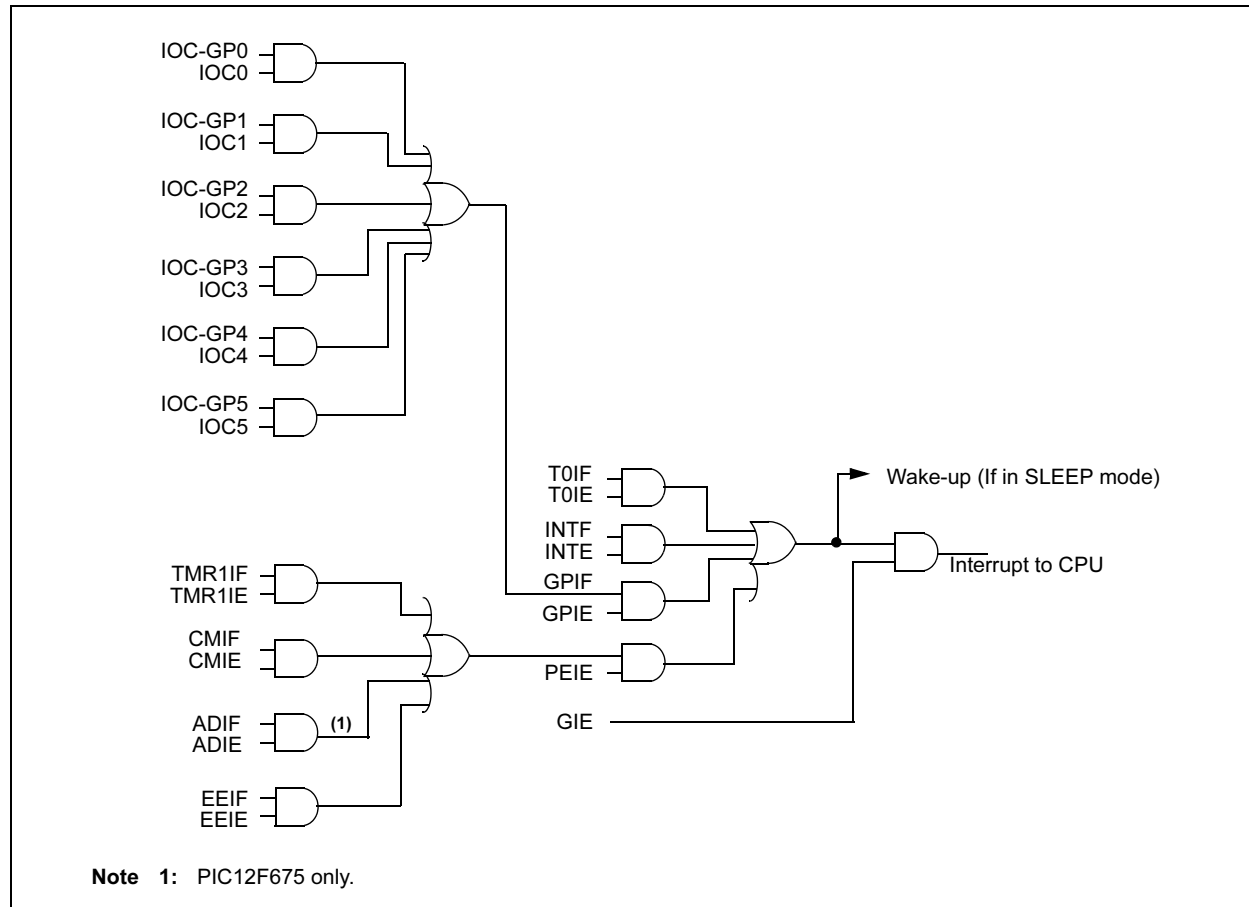 IOC-GP0
IOC0
IOC-GP1
IOC1
IOC-GP2
IOC2
IOC-GP3
IOC3
IOC-GP4
IOC4
IOC-GP5
IOC5
T0IF
T0IE
Wake-up (If in SLEEP mode)
INTF
INTE
Interrupt to CPU
TMR1IF
TMR1IE
GPIF
GPIE
CMIF
CMIE
PEIE
ADIF
ADIE
(1)
GIE
EEIF
EEIE
Note 1: PIC12F675 only.